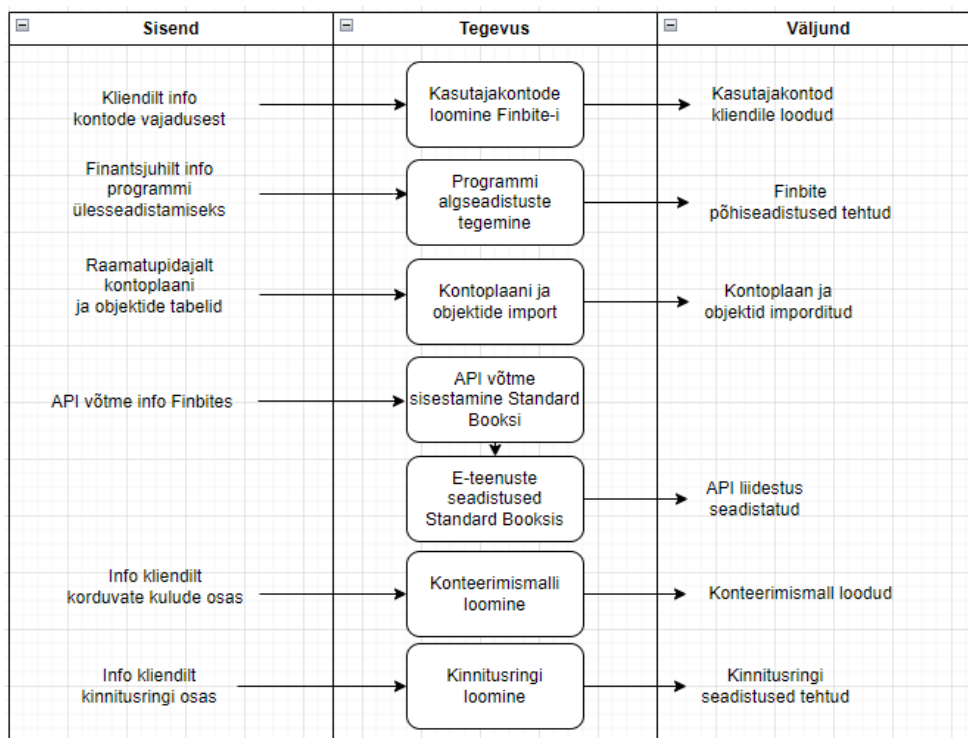 Sisend
Tegevus
Väljund
Kliendilt info
kontode vajadusest
Kasutajakontode
loomine Finbite-i
Kasutajakontod
kliendile loodud
Finantsjuhilt info
programmi
ülesseadistamiseks
Programmi
algseadistuste
tegemine
Finbite
põhiseadistused tehtud
Raamatupidajalt
kontoplaani
ja objektide tabelid
Kontoplaani ja
objektide import
Kontoplaan ja
objektid imporditud
API võtme info Finbites
API võtme
sisestamine Standard
Booksi
E-teenuste
seadistused
Standard Booksis
API liidestus
seadistatud
Info kliendilt
korduvate kulude osas
Konteerimismalli
loomine
Konteerimismall loodud
Info kliendilt
kinnitusringi osas
Kinnitusringi
loomine
Kinnitusringi
seadistused tehtud